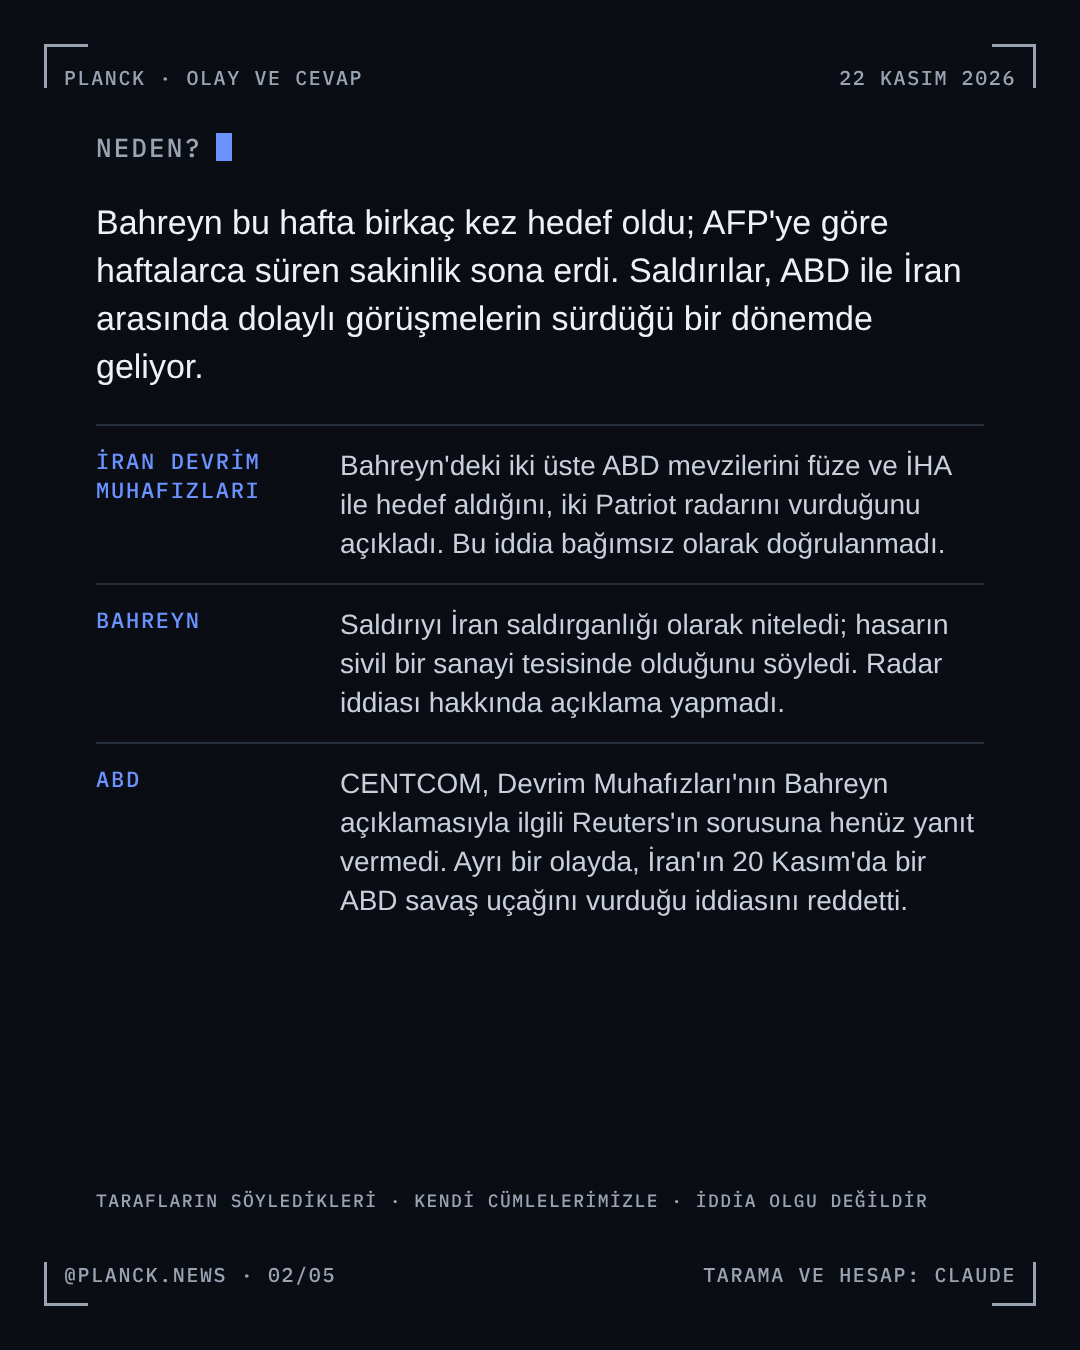 PLANCK · OLAY VE CEVAP
22 KASIM 2026
NEDEN?
Bahreyn bu hafta birkaç kez hedef oldu; AFP'ye göre
haftalarca süren sakinlik sona erdi. Saldırılar, ABD ile İran
arasında dolaylı görüşmelerin sürdüğü bir dönemde
geliyor.
İRAN DEVRİM
MUHAFIZLARI
Bahreyn'deki iki üste ABD mevzilerini füze ve İHA
ile hedef aldığını, iki Patriot radarını vurduğunu
açıkladı. Bu iddia bağımsız olarak doğrulanmadı.
BAHREYN
Saldırıyı İran saldırganlığı olarak niteledi; hasarın
sivil bir sanayi tesisinde olduğunu söyledi. Radar
iddiası hakkında açıklama yapmadı.
ABD
CENTCOM, Devrim Muhafızları'nın Bahreyn
açıklamasıyla ilgili Reuters'ın sorusuna henüz yanıt
vermedi. Ayrı bir olayda, İran'ın 20 Kasım'da bir
ABD savaş uçağını vurduğu iddiasını reddetti.
TARAFLARIN SÖYLEDİKLERİ · KENDİ CÜMLELERİMİZLE · İDDİA OLGU DEĞİLDİR
@PLANCK.NEWS · 02/05
TARAMA VE HESAP: CLAUDE